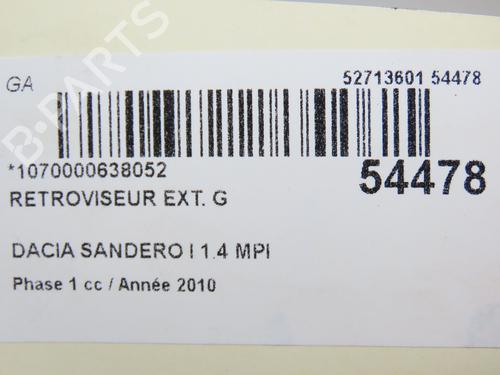 GA
52713601 54478
*1070000638052
54478
RETROVISEUR EXT. G
DACIA SANDERO I 1.4 MPI
Phase 1 cc / Année 2010
B-PARTS